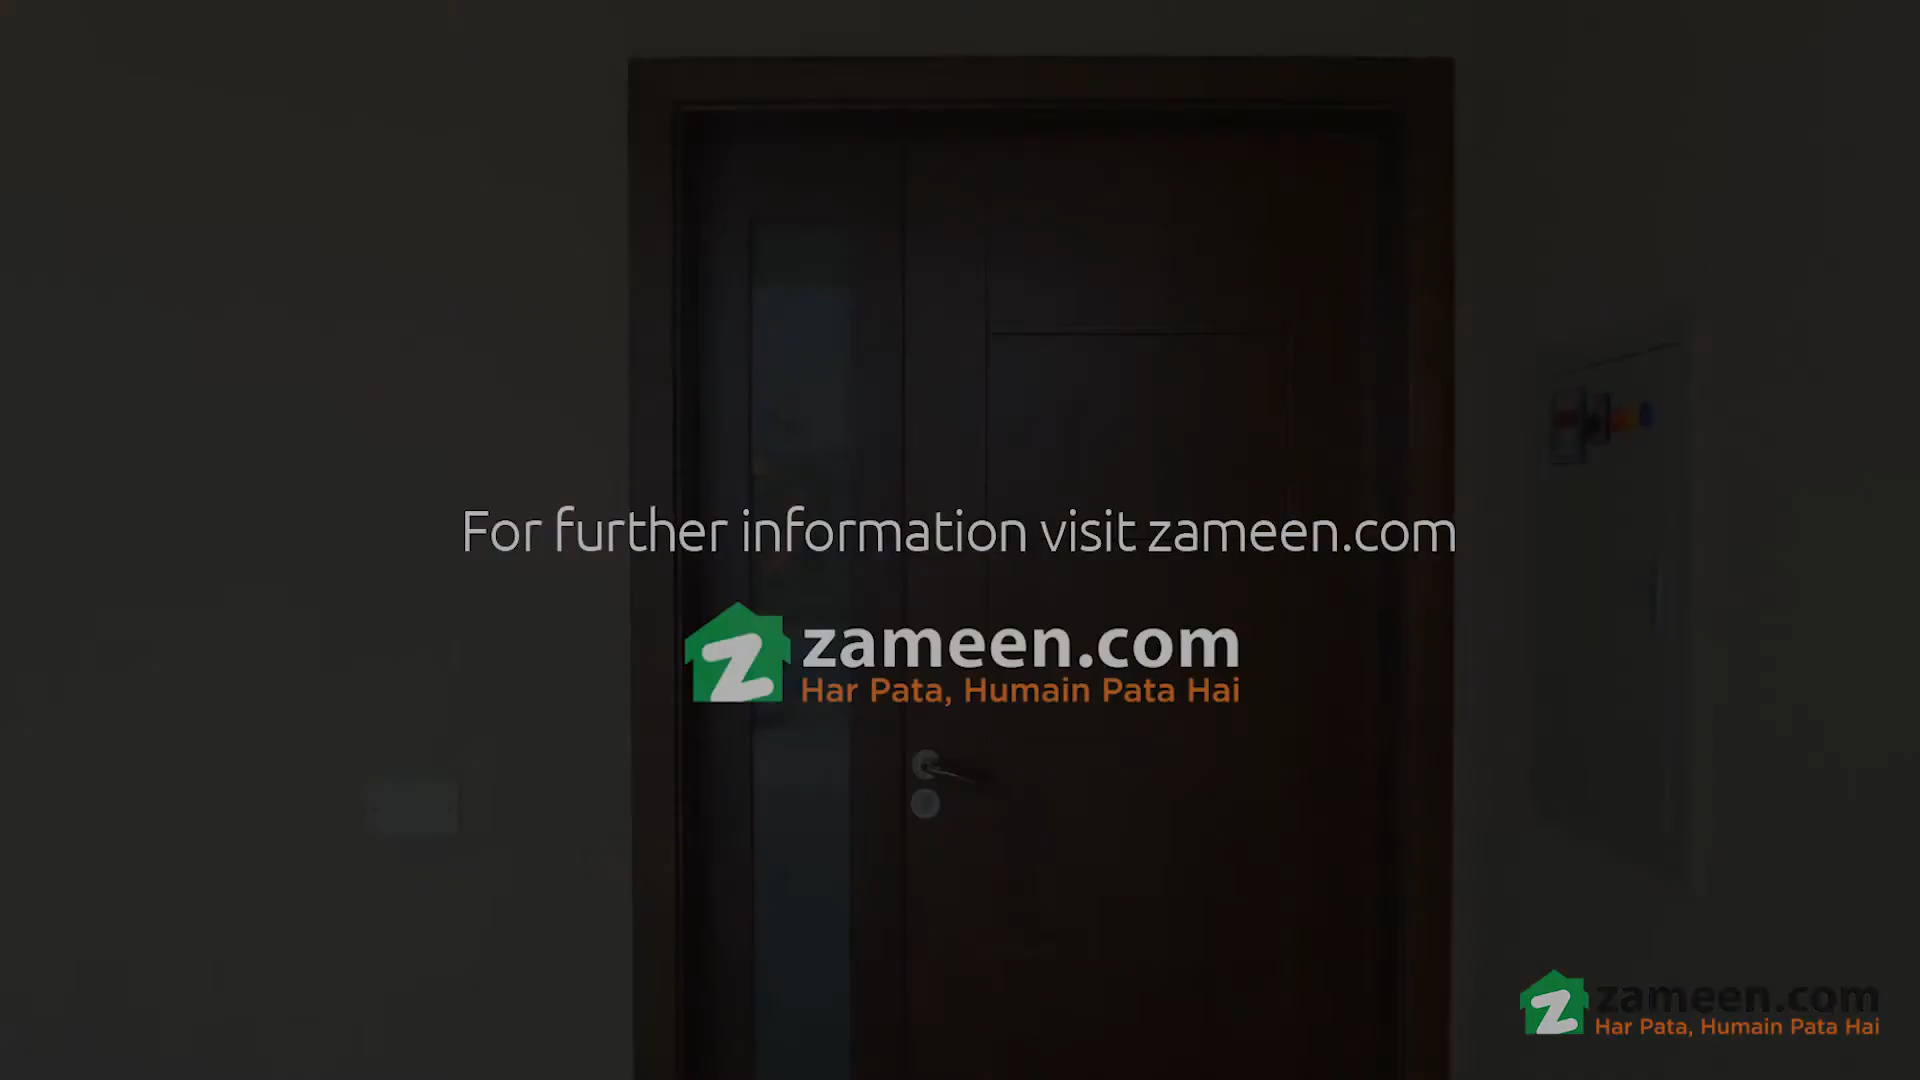 For further information visit zameen.com
zameen.com
Har Pata, Humain Pata Hai
zameen.com
Har Pata, Humain Pata Hai